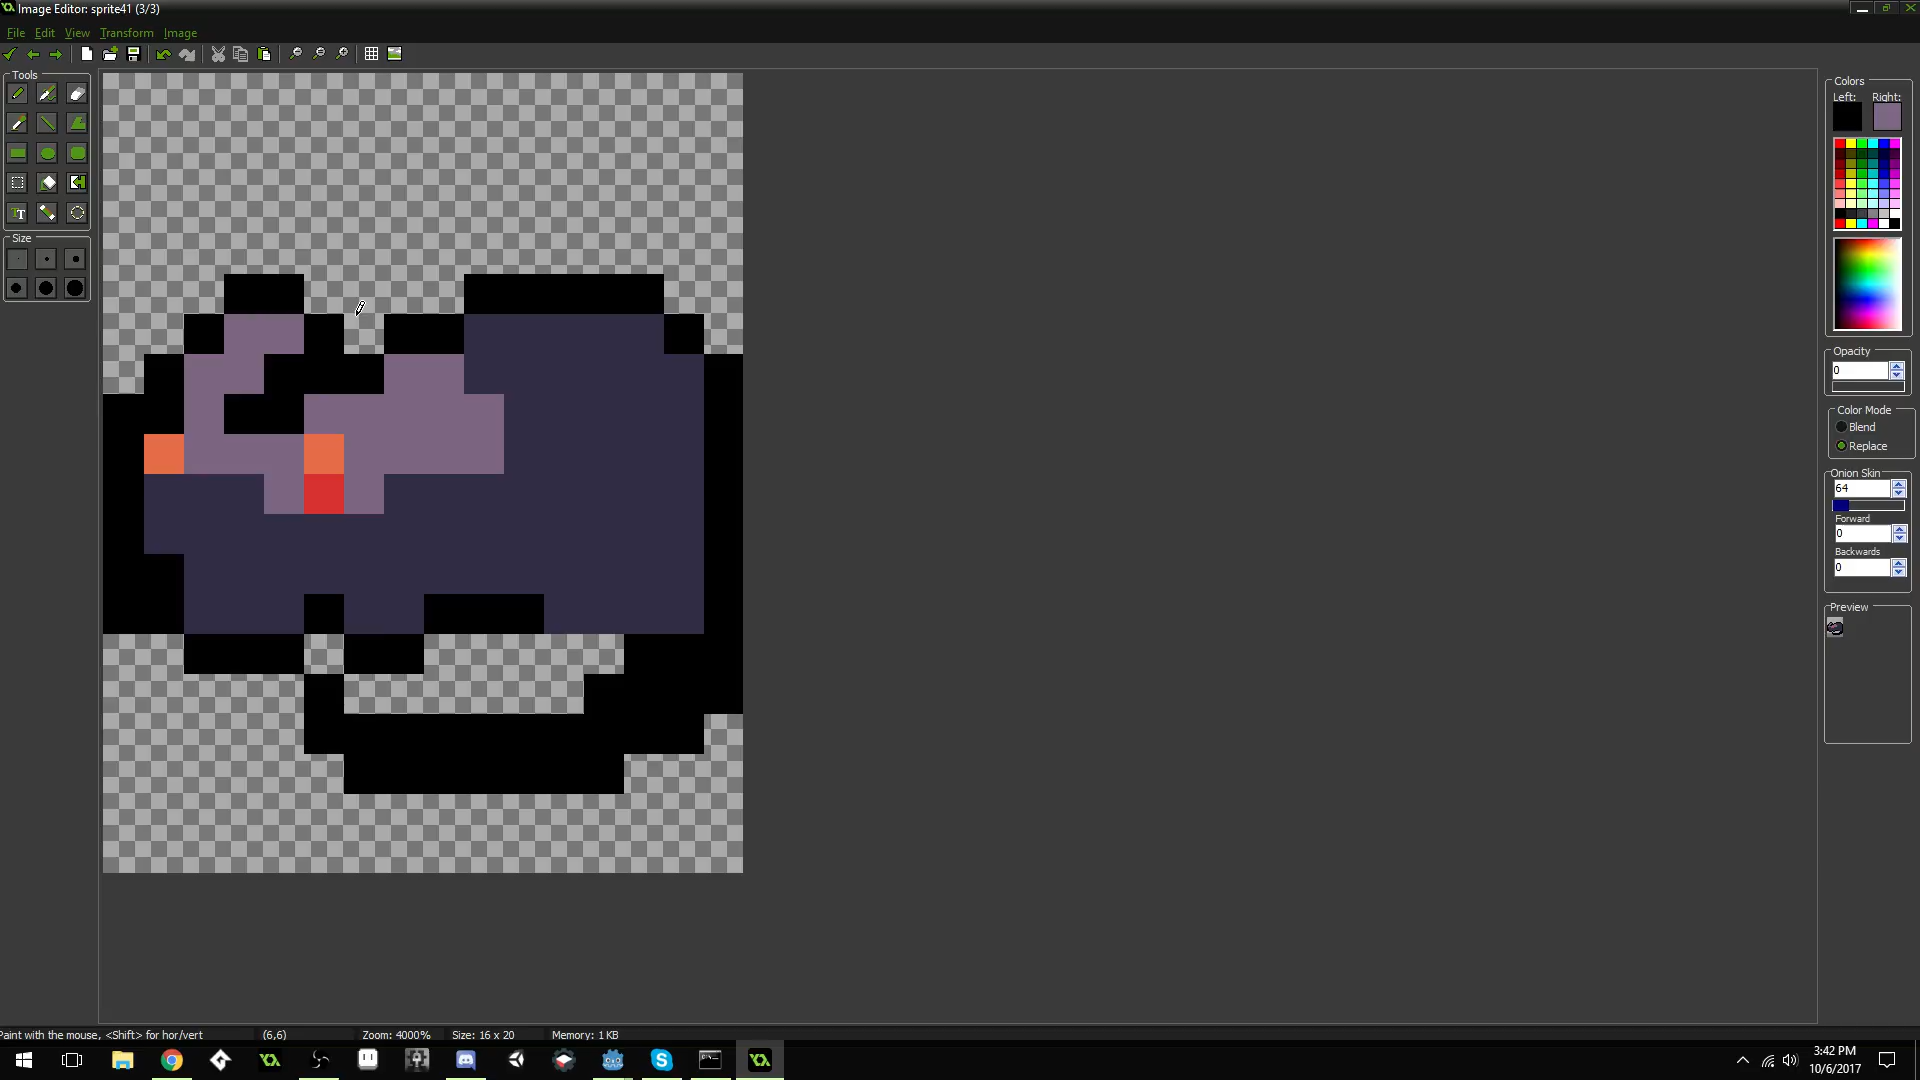 Image Editor: sprite41 (3/3)
File Edit View Transform Image
Tools
TT
Size
Colors
Left: Right:
Opacity
0
Color Mode
Blend
Replace
Onion Skin
64
Forward
0
Backwards
0
Preview
Paint with the mouse, <Shift> for hor/vert (6,6) Zoom: 4000% Size: 16 x 20 Memory: 1 KB
3:42 PM
10/6/2017